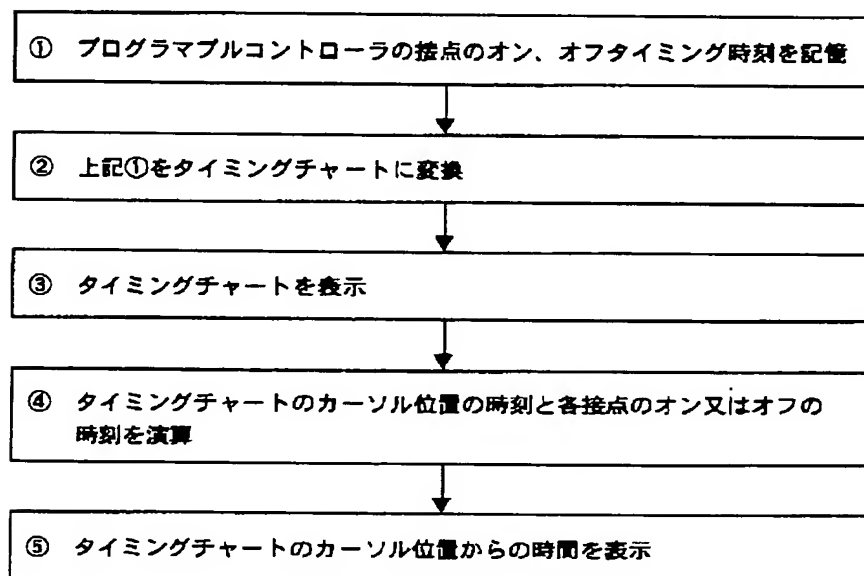 ① プログラマブルコントローラの接点のオン、オフタイミング時刻を記憶
② 上記①をタイミングチャートに変換
③ タイミングチャートを表示
④ タイミングチャートのカーソル位置の時刻と各接点のオン又はオフの
時刻を演算
⑤ タイミングチャートのカーソル位置からの時間を表示